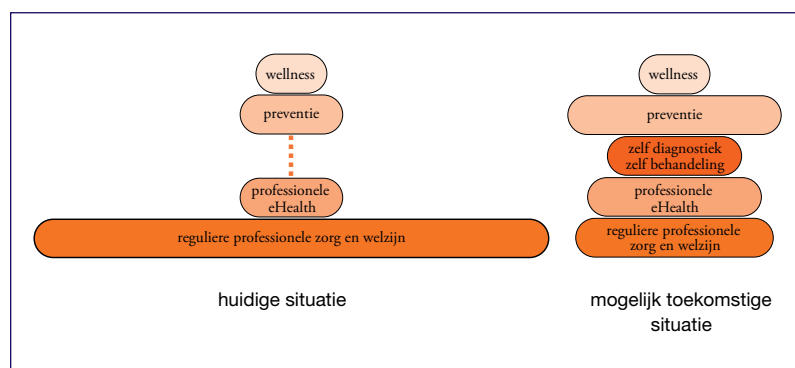 wellness
preventie
professionele
eHealth
reguliere professionele zorg en welzijn
huidige situatie
wellness
preventie
zelf diagnostiek
zelf behandeling
professionele
eHealth
reguliere professionele
zorg en welzijn
mogelijk toekomstige
situatie